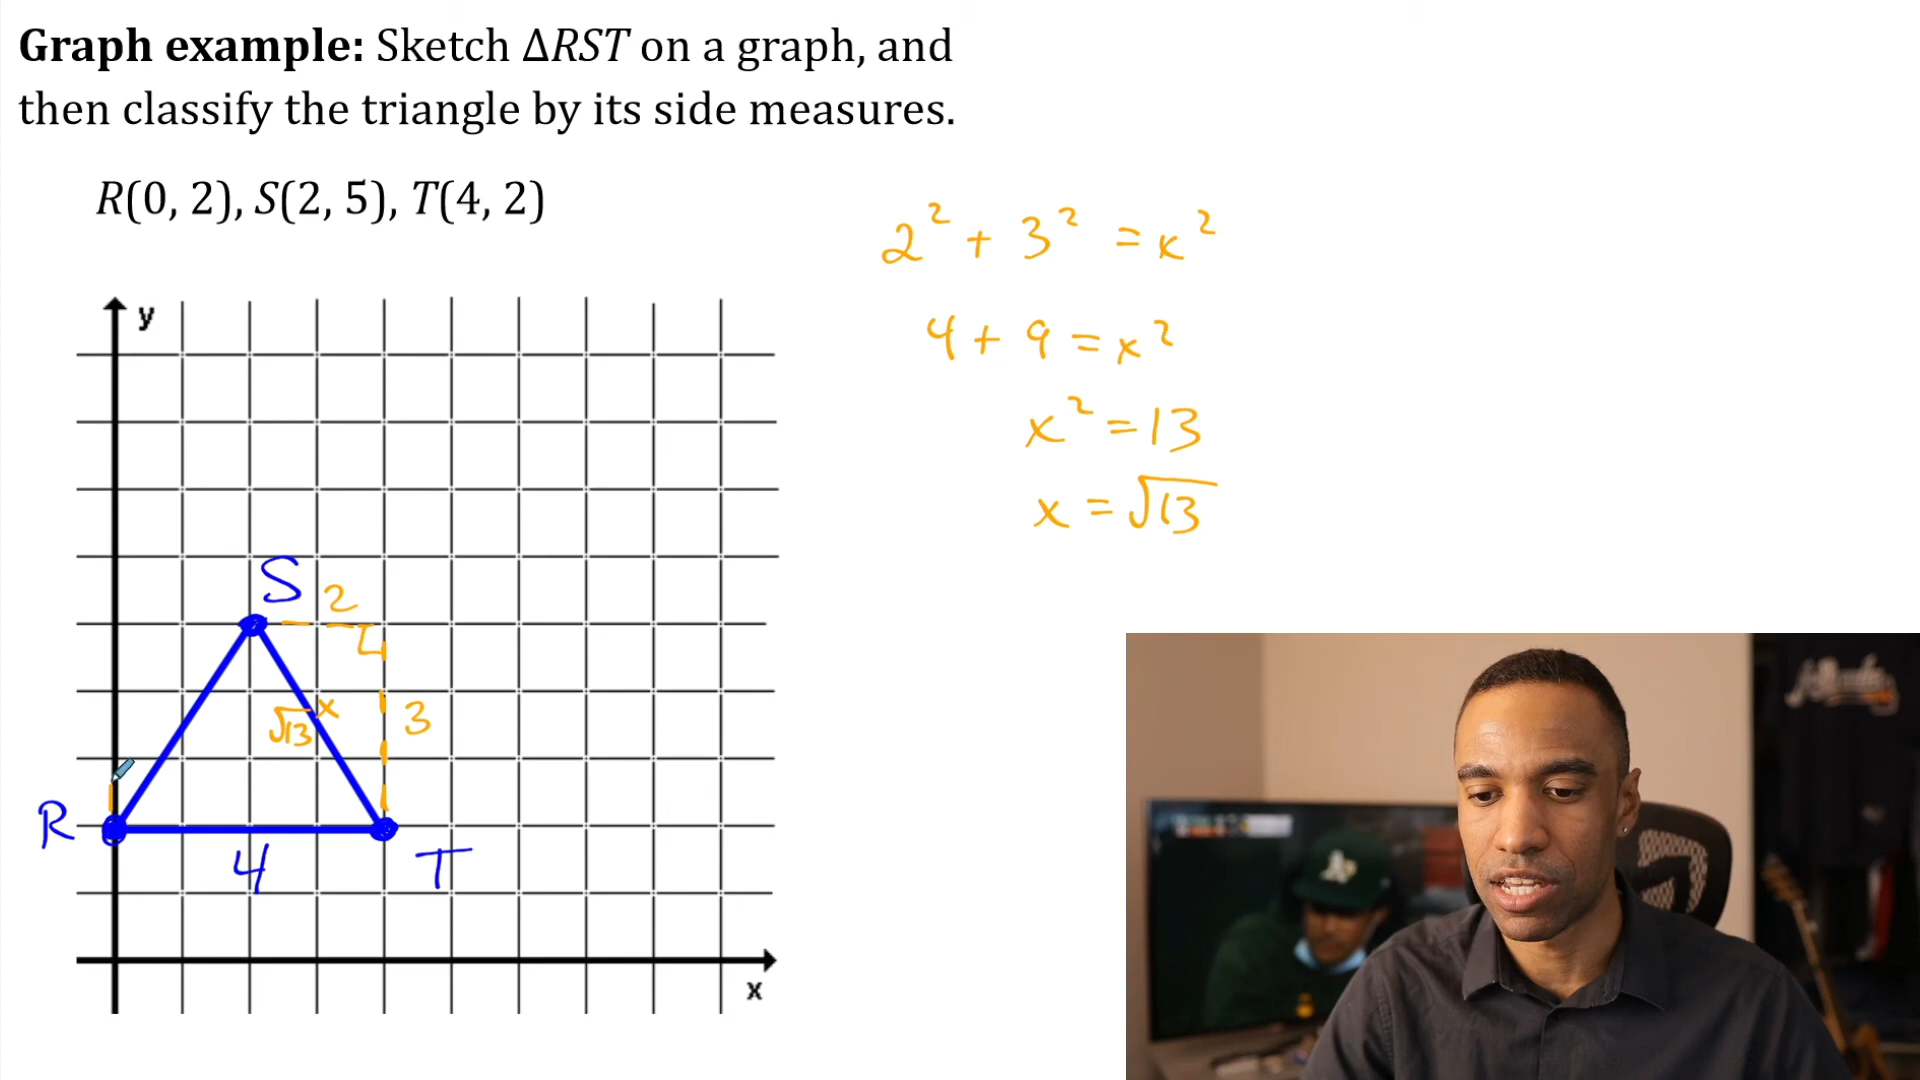 Graph example: Sketch ΔRST on a graph, and
then classify the triangle by its side measures.
R(0, 2), S(2, 5), T(4, 2)
2² + 3² = x²
4 + 9 = x²
x² = 13
x = √13
y
S
2
√13
x
3
R
4
T
x
A's